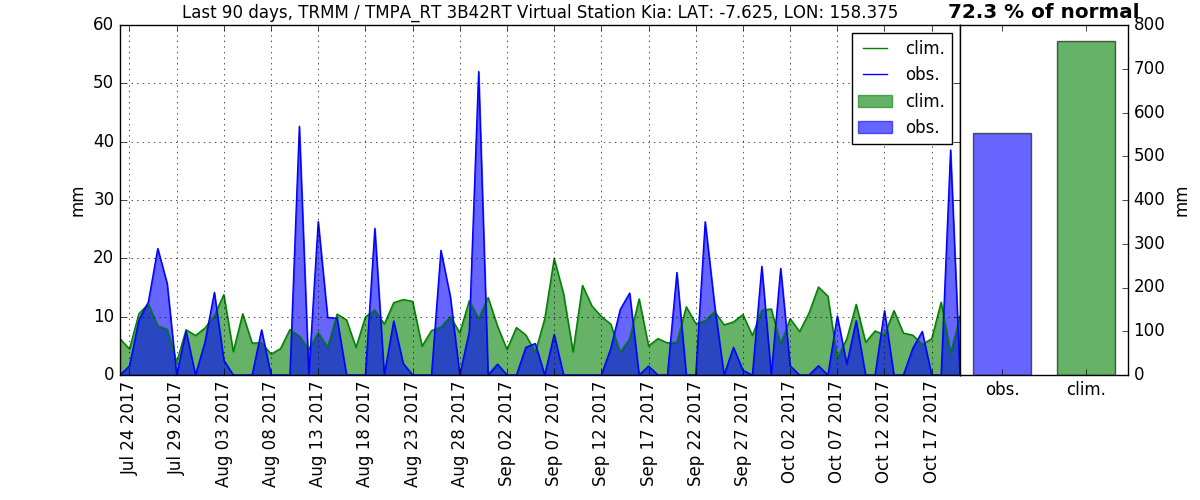 Last 90 days, TRMM / TMPA_RT 3B42RT Virtual Station Kia: LAT: -7.625, LON: 158.375
72.3 % of normal
60
50
40
30
20
10
0
mm
clim.
obs.
clim.
obs.
800
700
600
500
400
300
200
100
0
mm
obs.
clim.
Jul 24 2017
Jul 29 2017
Aug 03 2017
Aug 08 2017
Aug 13 2017
Aug 18 2017
Aug 23 2017
Aug 28 2017
Sep 02 2017
Sep 07 2017
Sep 12 2017
Sep 17 2017
Sep 22 2017
Sep 27 2017
Oct 02 2017
Oct 07 2017
Oct 12 2017
Oct 17 2017